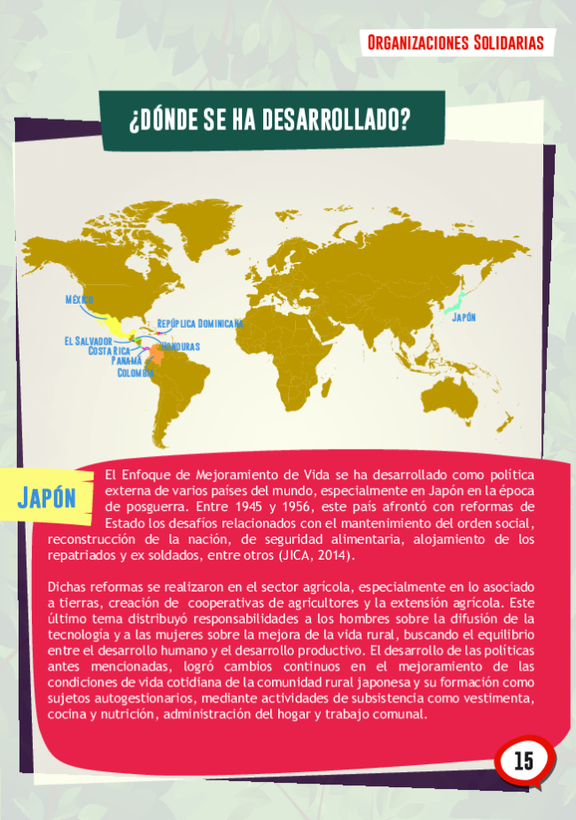 Organizaciones Solidarias
¿DÓNDE SE HA DESARROLLADO?
México
República Dominicana
Japón
El Salvador
Honduras
Costa Rica
Panamá
Colombia
Japón
El Enfoque de Mejoramiento de Vida se ha desarrollado como política
externa de varios países del mundo, especialmente en Japón en la época
de posguerra. Entre 1945 y 1956, este país afrontó con reformas de
Estado los desafíos relacionados con el mantenimiento del orden social,
reconstrucción de la nación, de seguridad alimentaria, alojamiento de los
repatriados y ex soldados, entre otros (JICA, 2014).
Dichas reformas se realizaron en el sector agrícola, especialmente en lo asociado
a tierras, creación de cooperativas de agricultores y la extensión agrícola. Este
último tema distribuyó responsabilidades a los hombres sobre la difusión de la
tecnología y a las mujeres sobre la mejora de la vida rural, buscando el equilibrio
entre el desarrollo humano y el desarrollo productivo. El desarrollo de las políticas
antes mencionadas, logró cambios continuos en el mejoramiento de las
condiciones de vida cotidiana de la comunidad rural japonesa y su formación como
sujetos autogestionarios, mediante actividades de subsistencia como vestimenta,
cocina y nutrición, administración del hogar y trabajo comunal.
15